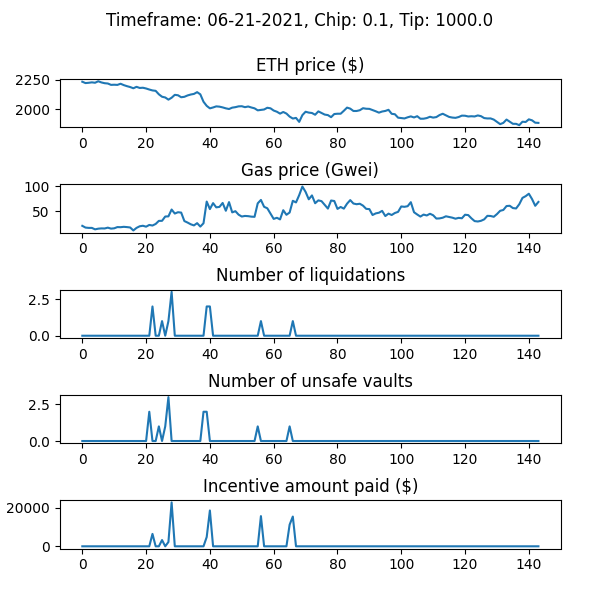 Timeframe: 06-21-2021, Chip: 0.1, Tip: 1000.0
ETH price ($)
2250
2000
0 20 40 60 80 100 120 140
Gas price (Gwei)
100
50
0 20 40 60 80 100 120 140
Number of liquidations
2.5
0.0
0 20 40 60 80 100 120 140
Number of unsafe vaults
2.5
0.0
0 20 40 60 80 100 120 140
Incentive amount paid ($)
20000
0
0 20 40 60 80 100 120 140